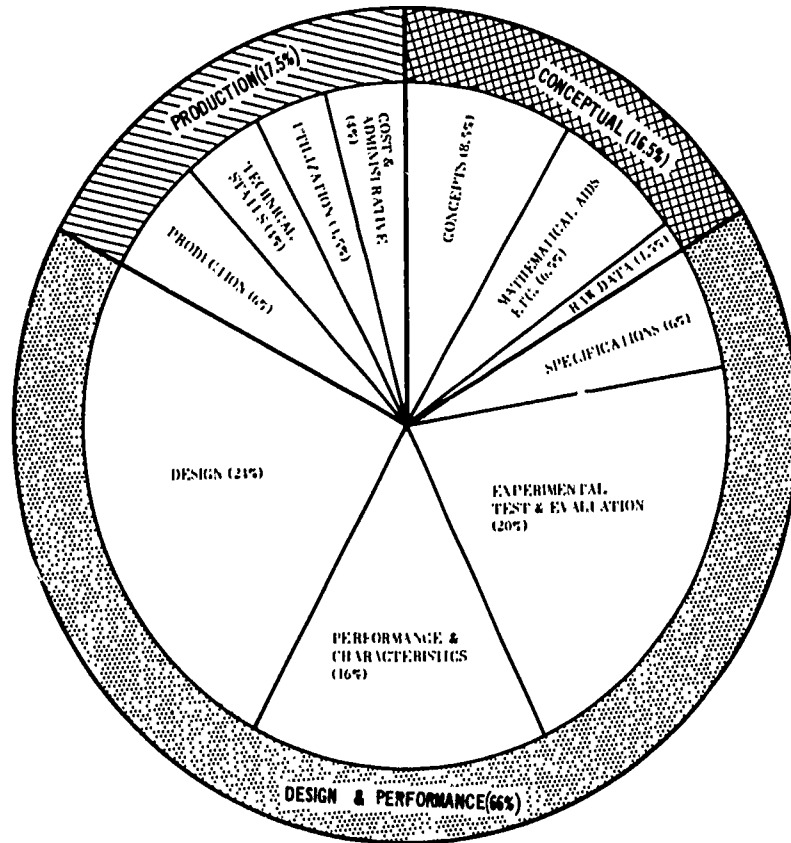 PRODUCTION (17.5%)
CONCEPTUAL (16.5%)
COST &
ADMINISTRATIVE
(4%)
UTILIZATION (3.5%)
TECHNICAL
STATUS (4%)
PRODUCTION (6%)
CONCEPTS (8.5%)
MATHEMATICAL AIDS
ETC. (6.5%)
RAW DATA (1.5%)
SPECIFICATIONS (6%)
DESIGN (24%)
EXPERIMENTAL
TEST & EVALUATION
(20%)
PERFORMANCE &
CHARACTERISTICS
(16%)
DESIGN & PERFORMANCE (66%)